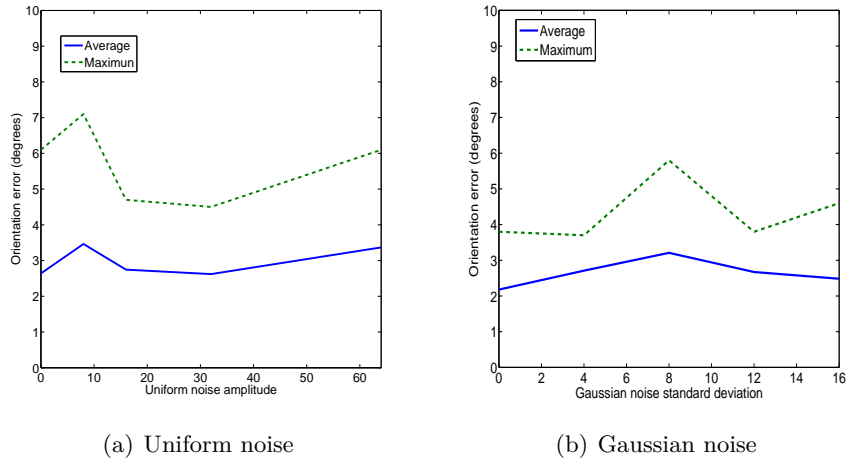 10
9
8
7
6
5
4
3
2
1
0
Orientation error (degrees)
Average
Maximun
0 10 20 30 40 50 60
Uniform noise amplitude
(a) Uniform noise
10
9
8
7
6
5
4
3
2
1
0
Orientation error (degrees)
Average
Maximum
0 2 4 6 8 10 12 14 16
Gaussian noise standard deviation
(b) Gaussian noise